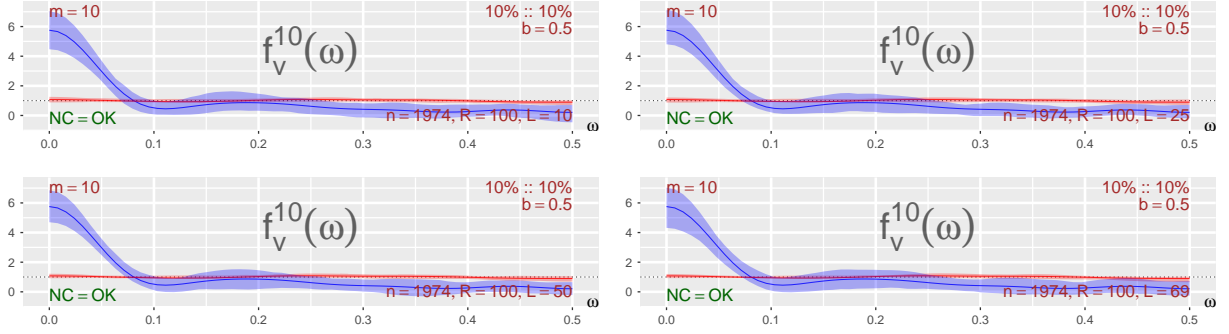 m = 10
10% :: 10%
b = 0.5
f_v^10(ω)
NC = OK
n = 1974, R = 100, L = 10
6
4
2
0
0.0 0.1 0.2 0.3 0.4 0.5
ω
m = 10
10% :: 10%
b = 0.5
f_v^10(ω)
NC = OK
n = 1974, R = 100, L = 25
6
4
2
0
0.0 0.1 0.2 0.3 0.4 0.5
ω
m = 10
10% :: 10%
b = 0.5
f_v^10(ω)
NC = OK
n = 1974, R = 100, L = 50
6
4
2
0
0.0 0.1 0.2 0.3 0.4 0.5
ω
m = 10
10% :: 10%
b = 0.5
f_v^10(ω)
NC = OK
n = 1974, R = 100, L = 69
6
4
2
0
0.0 0.1 0.2 0.3 0.4 0.5
ω